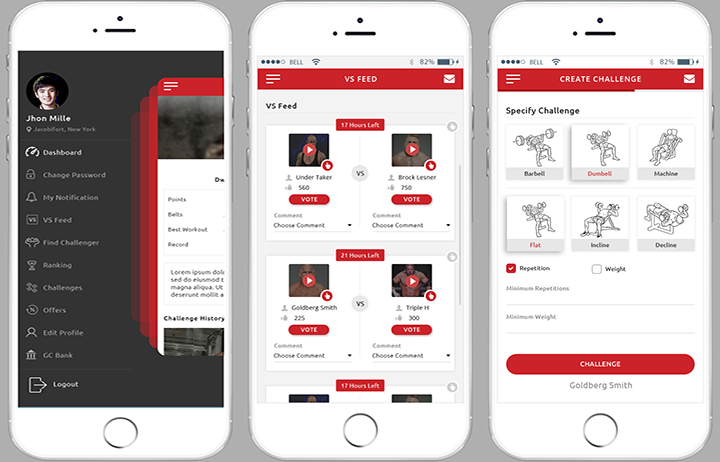 Jhon Mille
Jacobifort, New York
Dashboard
Change Password
My Notification
VS Feed
Find Challenger
Ranking
Challenges
Offers
Edit Profile
GC Bank
Logout
Points
Belts
Best Workout
Record
Lorem ipsum dolor
sed do eiusmod t
ut labore et dolor
deserunt mollit a
Challenge History
BELL 82%
VS FEED
VS Feed
17 Hours Left
VS
Under Taker Brock Lesner
560 750
VOTE VOTE
Comment Comment
Choose Comment Choose Comment
21 Hours Left
VS
Goldberg Smith Triple H
225 300
VOTE VOTE
Comment Comment
Choose Comment Choose Comment
17 Hours Left
BELL 82%
CREATE CHALLENGE
Specify Challenge
Barbell Dumbell Machine
Flat Incline Decline
Repetition Weight
Minimum Repetitions
Minimum Weight
CHALLENGE
Goldberg Smith